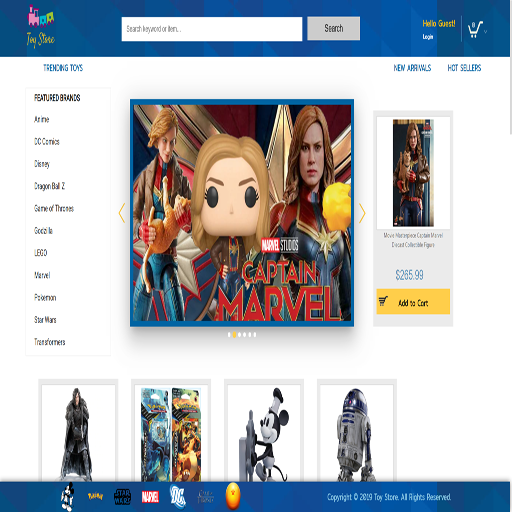 Toy Store
Search keyword or item...
Search
Hello Guest!
Login
0
TRENDING TOYS
NEW ARRIVALS
HOT SELLERS
FEATURED BRANDS
Anime
DC Comics
Disney
Dragon Ball Z
Game of Thrones
Godzilla
LEGO
Marvel
Pokemon
Star Wars
Transformers
MARVEL STUDIOS
CAPTAIN
MARVEL
Movie Masterpiece Captain Marvel
Diecast Collectible Figure
$265.99
Add to Cart
POKEMON
STAR WARS
MARVEL
DC
Copyright © 2019 Toy Store. All Rights Reserved.